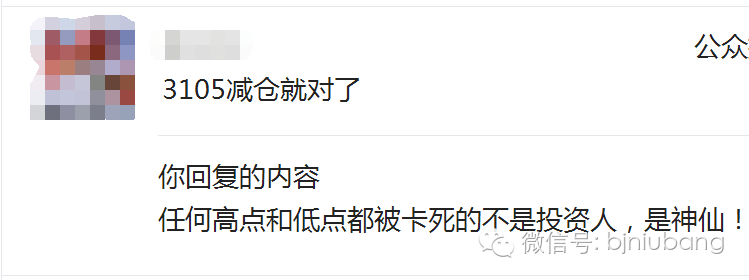 公众
3105减仓就对了
你回复的内容
任何高点和低点都被卡死的不是投资人，是神仙！
微信号: bjniubang